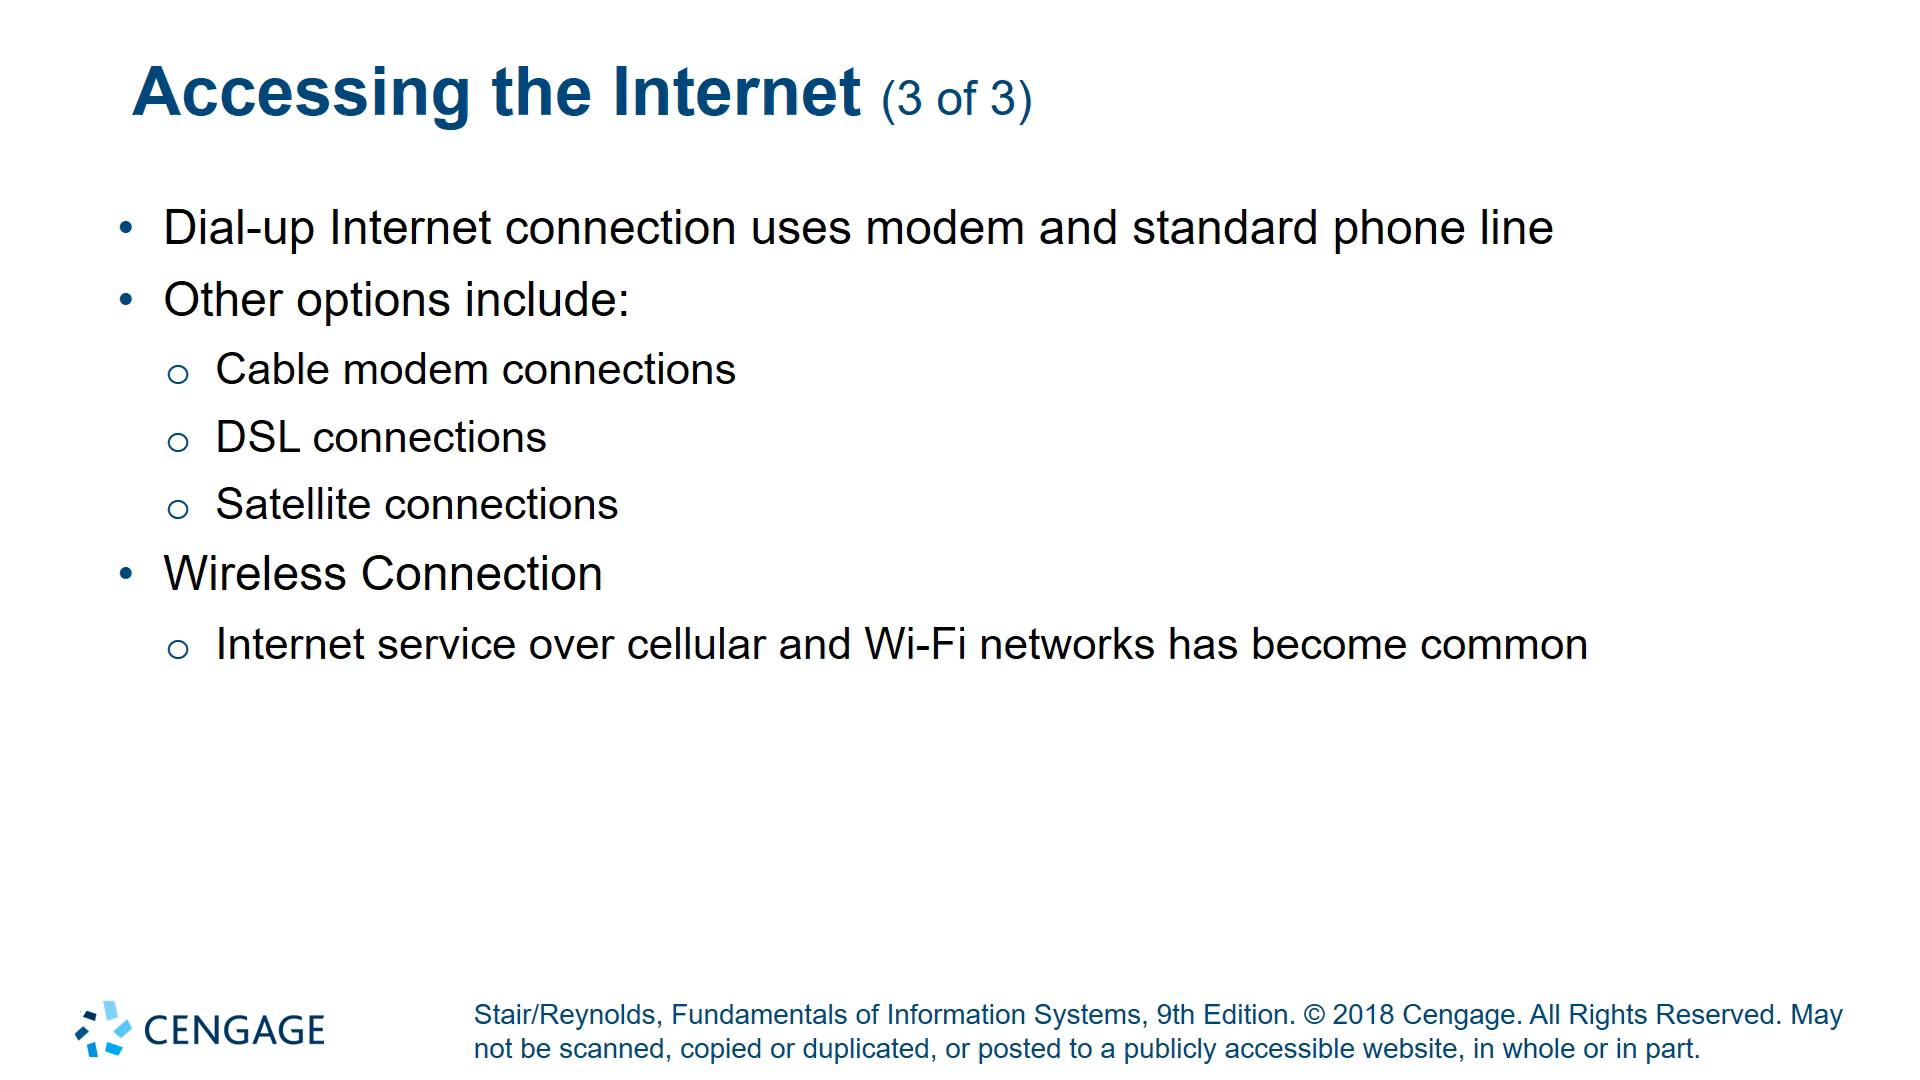 Accessing the Internet (3 of 3)
• Dial-up Internet connection uses modem and standard phone line
• Other options include:
o Cable modem connections
o DSL connections
o Satellite connections
• Wireless Connection
o Internet service over cellular and Wi-Fi networks has become common
CENGAGE
Stair/Reynolds, Fundamentals of Information Systems, 9th Edition. © 2018 Cengage. All Rights Reserved. May
not be scanned, copied or duplicated, or posted to a publicly accessible website, in whole or in part.